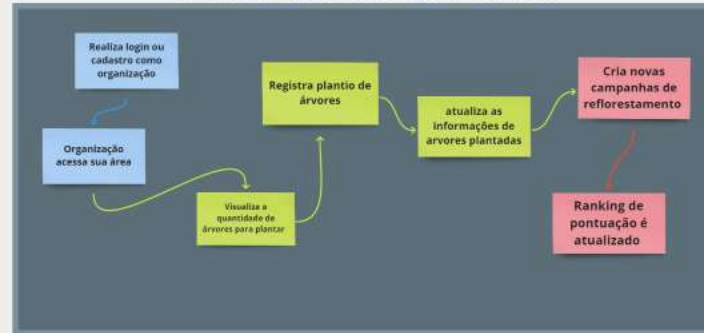 Realiza login ou
cadastro como
organização
Organização
acessa sua área
Visualiza a
quantidade de
árvores para plantar
Registra plantio de
árvores
atualiza as
informações de
arvores plantadas
Cria novas
campanhas de
reflorestamento
Ranking de
pontuação é
atualizado